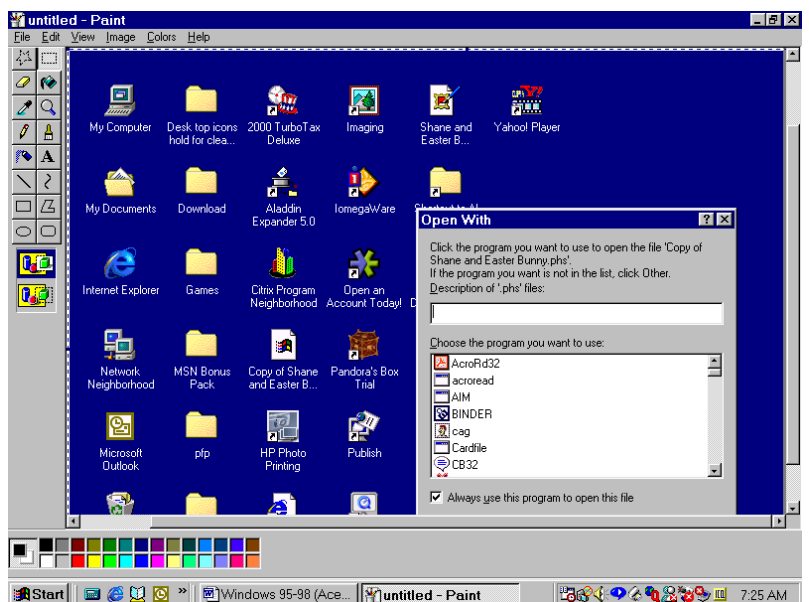 untitled - Paint
File Edit View Image Colors Help
My Computer
Desk top icons
hold for clea...
2000 TurboTax
Deluxe
Imaging
Shane and
Easter B...
Yahoo! Player
My Documents
Download
Aladdin
Expander 5.0
IomegaWare
Internet Explorer
Games
Citrix Program
Neighborhood
Open an
Account Today!
Network
Neighborhood
MSN Bonus
Pack
Copy of Shane
and Easter B...
Pandora's Box
Trial
Microsoft
Outlook
pfp
HP Photo
Printing
Publish
Open With
Click the program you want to use to open the file 'Copy of
Shane and Easter Bunny.phs'.
If the program you want is not in the list, click Other.
Description of '.phs' files:
Choose the program you want to use:
AcroRd32
acroread
AIM
BINDER
cag
Cardfile
CB32
Always use this program to open this file
Start
Windows 95-98 (Ace...
untitled - Paint
7:25 AM